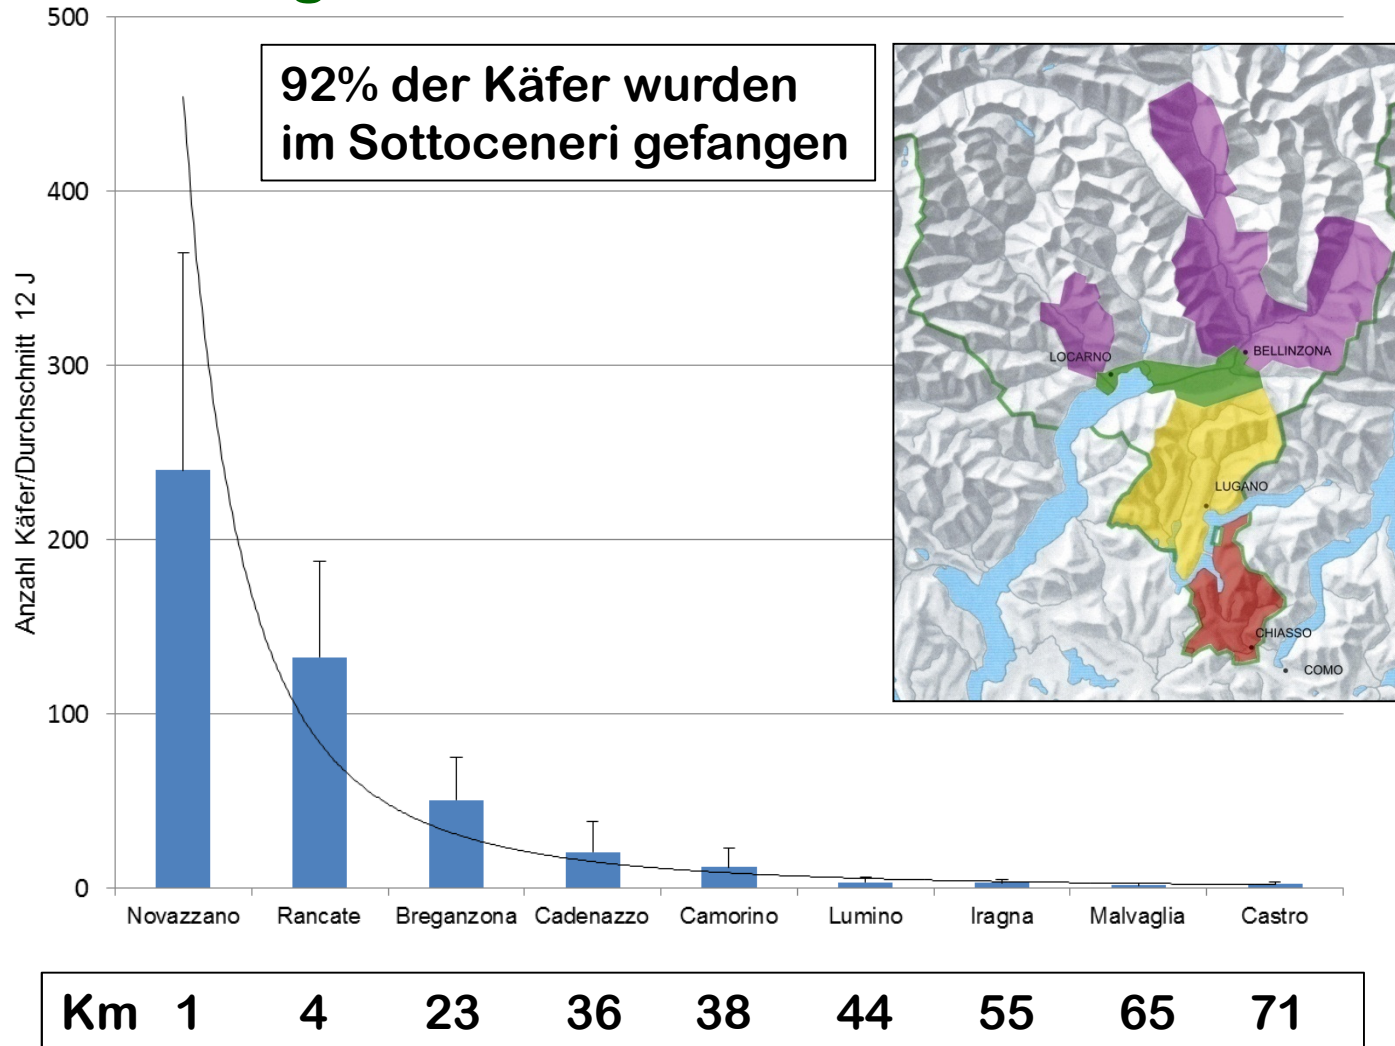 500
92% der Käfer wurden
im Sottoceneri gefangen
400
300
200
100
0
Anzahl Käfer/Durchschnitt 12 J
LOCARNO
BELLINZONA
LUGANO
CHIASSO
COMO
Novazzano Rancate Breganzona Cadenazzo Camorino Lumino Iragna Malvaglia Castro
Km 1 4 23 36 38 44 55 65 71